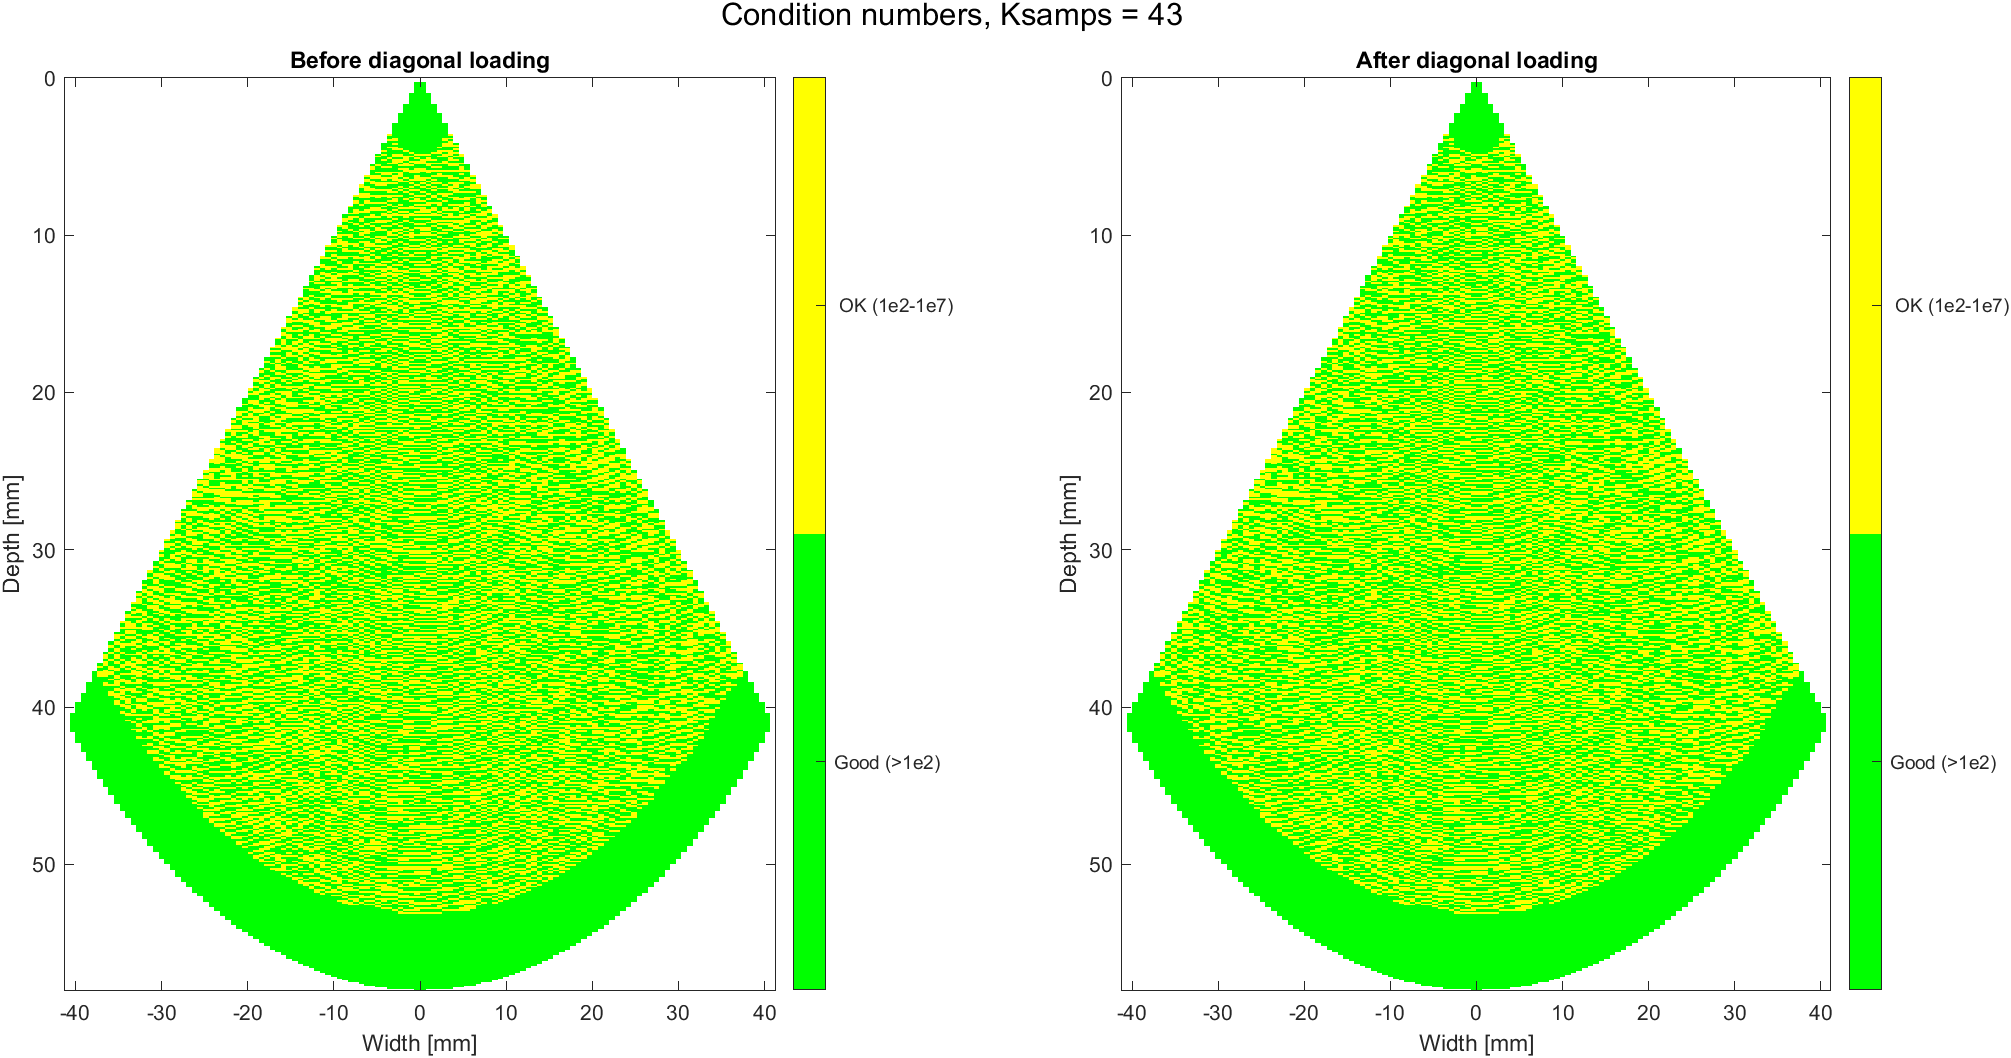 Condition numbers, Ksamps = 43
Before diagonal loading
0
10
20
30
40
50
Depth [mm]
-40 -30 -20 -10 0 10 20 30 40
Width [mm]
OK (1e2-1e7)
Good (>1e2)
After diagonal loading
0
10
20
30
40
50
Depth [mm]
-40 -30 -20 -10 0 10 20 30 40
Width [mm]
OK (1e2-1e7)
Good (>1e2)